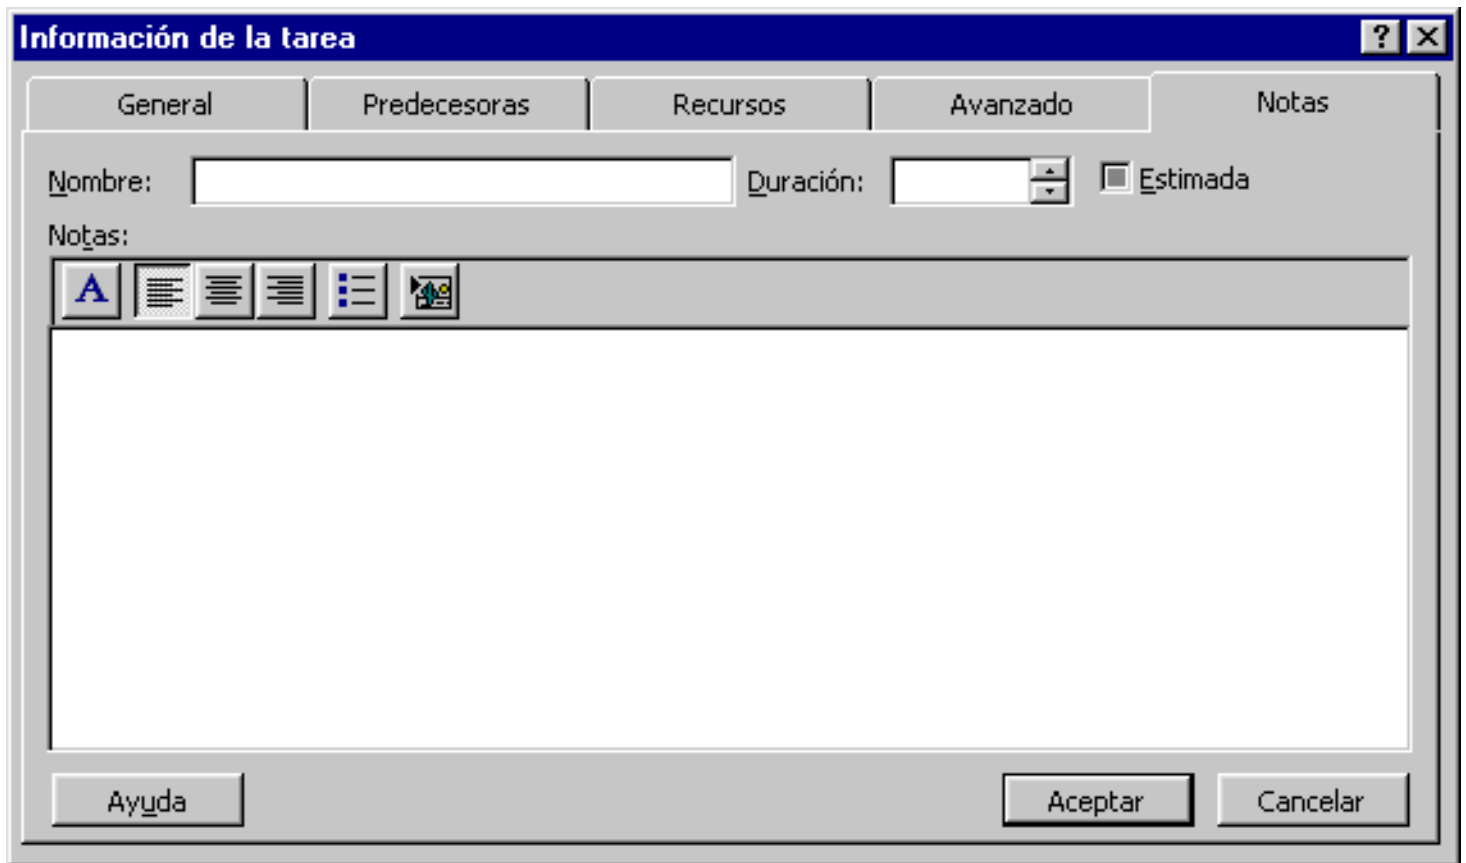 Información de la tarea
General Predecesoras Recursos Avanzado Notas
Nombre: Duración: Estimada
Notas:
A
Ayuda Aceptar Cancelar